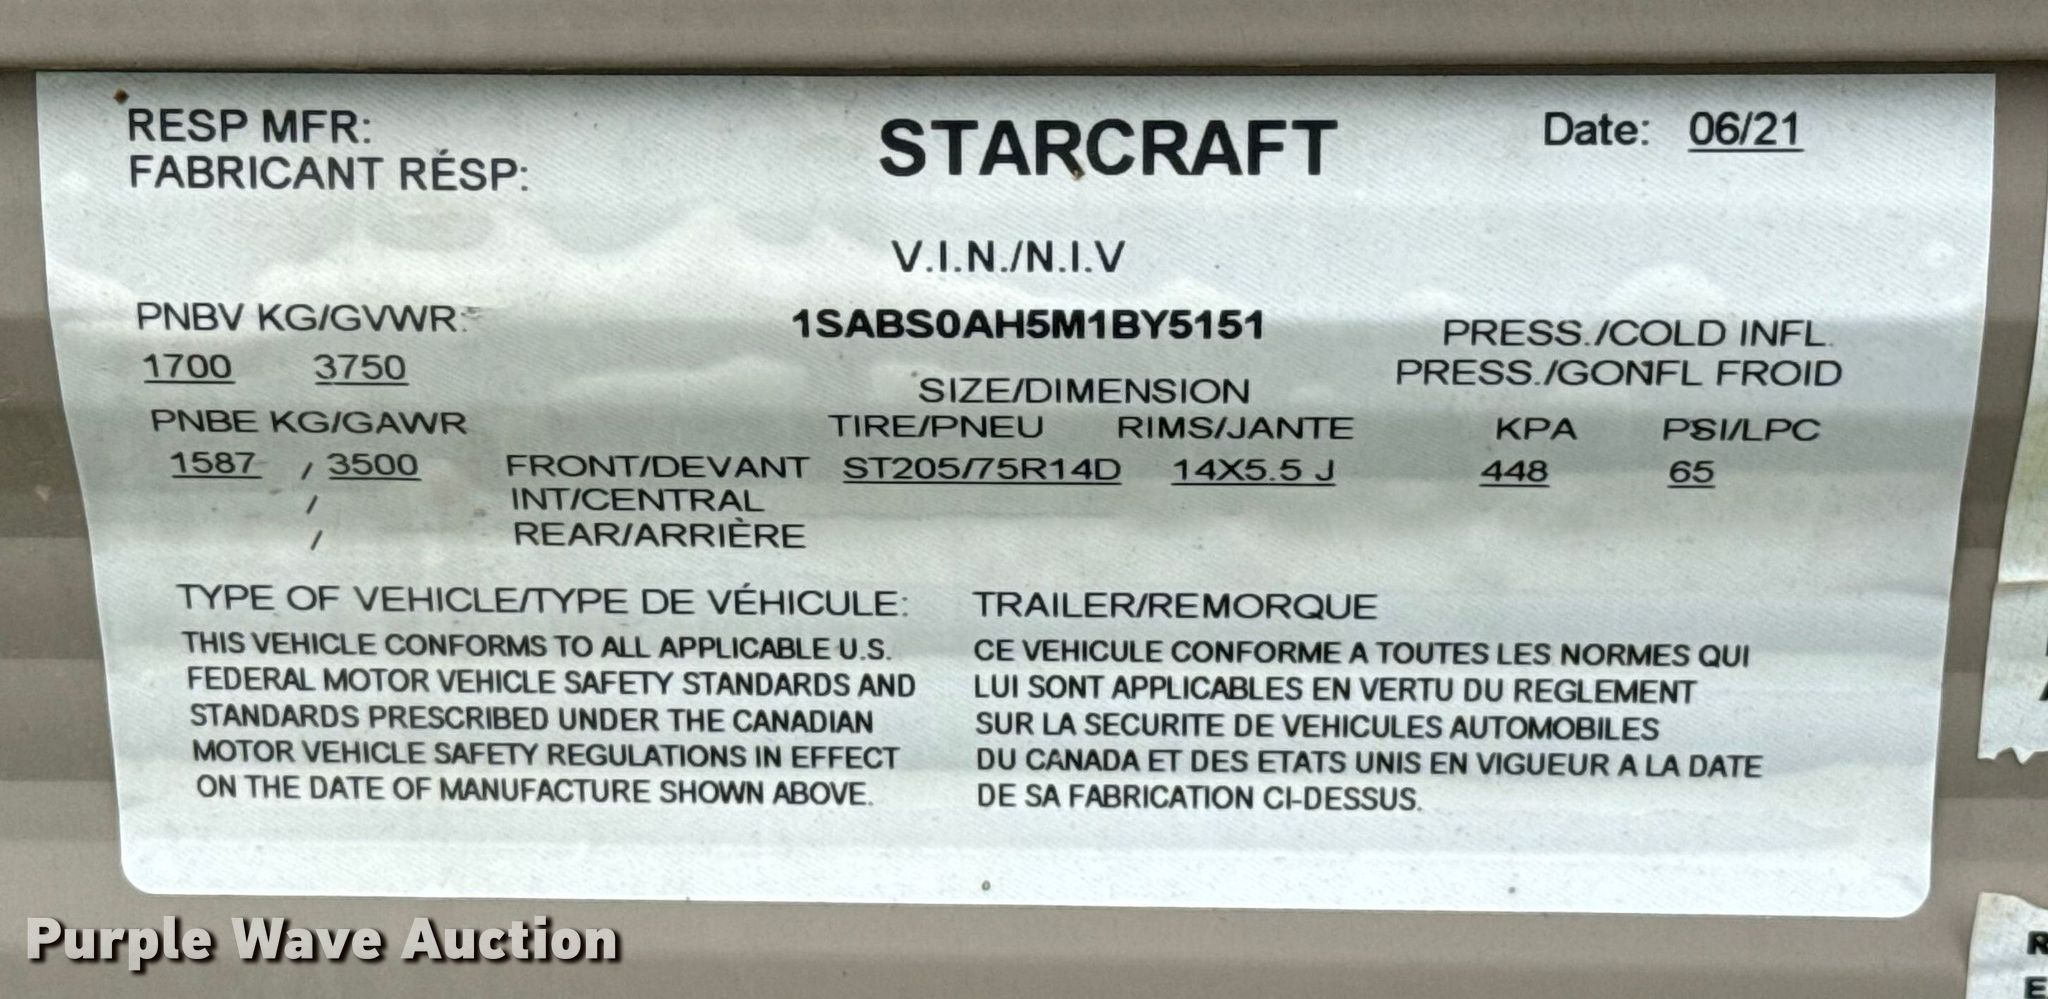 RESP MFR:
FABRICANT RÉSP:
STARCRAFT
Date: 06/21
V.I.N./N.I.V
PNBV KG/GVWR:
1SABS0AH5M1BY5151
PRESS./COLD INFL.
1700 3750
PRESS./GONFL FROID
SIZE/DIMENSION
PNBE KG/GAWR TIRE/PNEU RIMS/JANTE KPA PSI/LPC
1587 / 3500 FRONT/DEVANT ST205/75R14D 14X5.5 J 448 65
/ INT/CENTRAL
/ REAR/ARRIÈRE
TYPE OF VEHICLE/TYPE DE VÉHICULE: TRAILER/REMORQUE
THIS VEHICLE CONFORMS TO ALL APPLICABLE U.S.
FEDERAL MOTOR VEHICLE SAFETY STANDARDS AND
STANDARDS PRESCRIBED UNDER THE CANADIAN
MOTOR VEHICLE SAFETY REGULATIONS IN EFFECT
ON THE DATE OF MANUFACTURE SHOWN ABOVE.
CE VEHICULE CONFORME A TOUTES LES NORMES QUI
LUI SONT APPLICABLES EN VERTU DU REGLEMENT
SUR LA SECURITE DE VEHICULES AUTOMOBILES
DU CANADA ET DES ETATS UNIS EN VIGUEUR A LA DATE
DE SA FABRICATION CI-DESSUS.
Purple Wave Auction